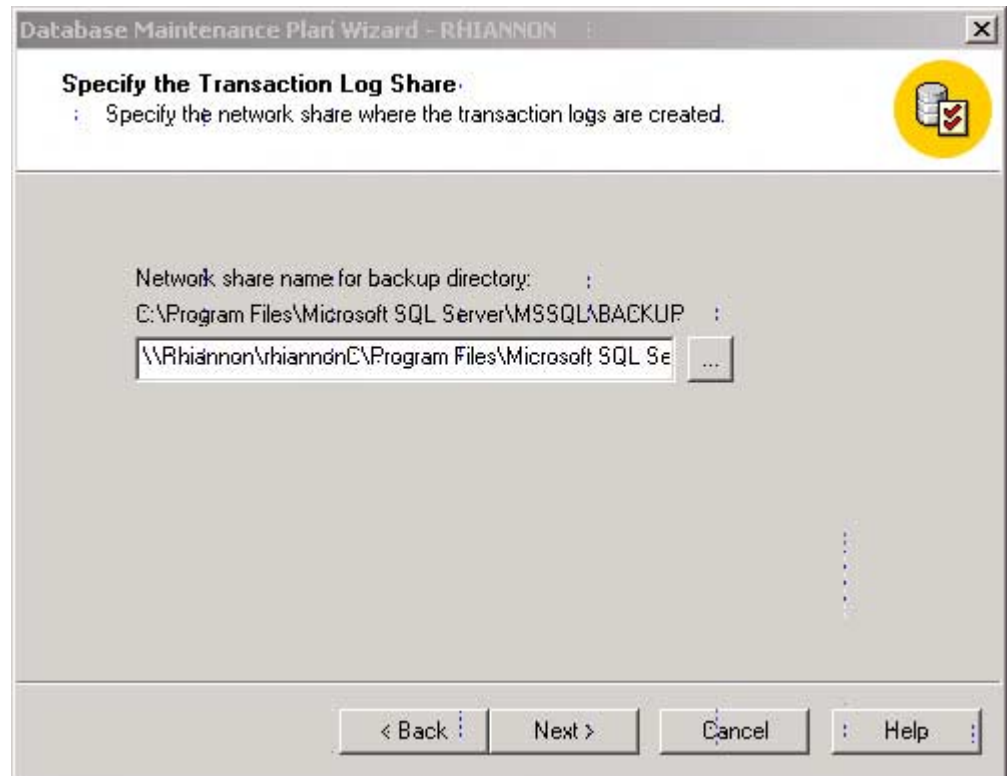 Database Maintenance Plan Wizard - RHIANNON
Specify the Transaction Log Share
Specify the network share where the transaction logs are created.
Network share name for backup directory:
C:\Program Files\Microsoft SQL Server\MSSQL\BACKUP
\\Rhiannon\rhiannonC\Program Files\Microsoft SQL Se
...
< Back
Next >
Cancel
Help